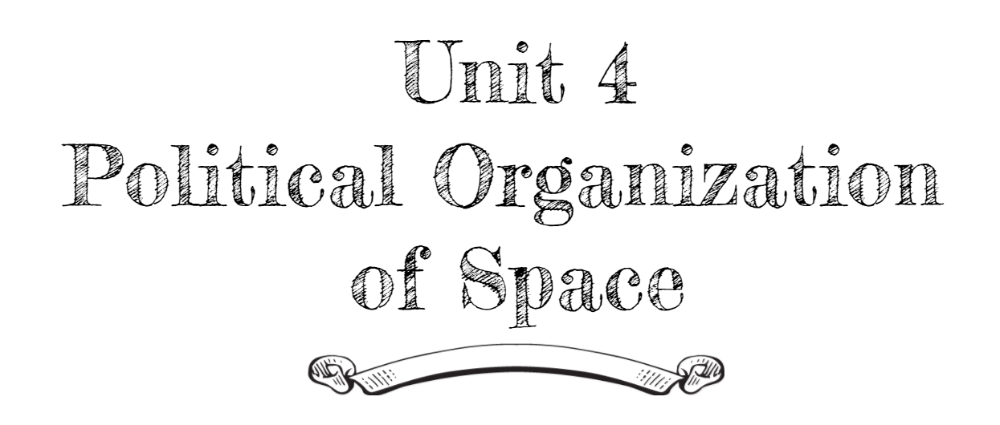 Unit 4
Political Organization
of Space